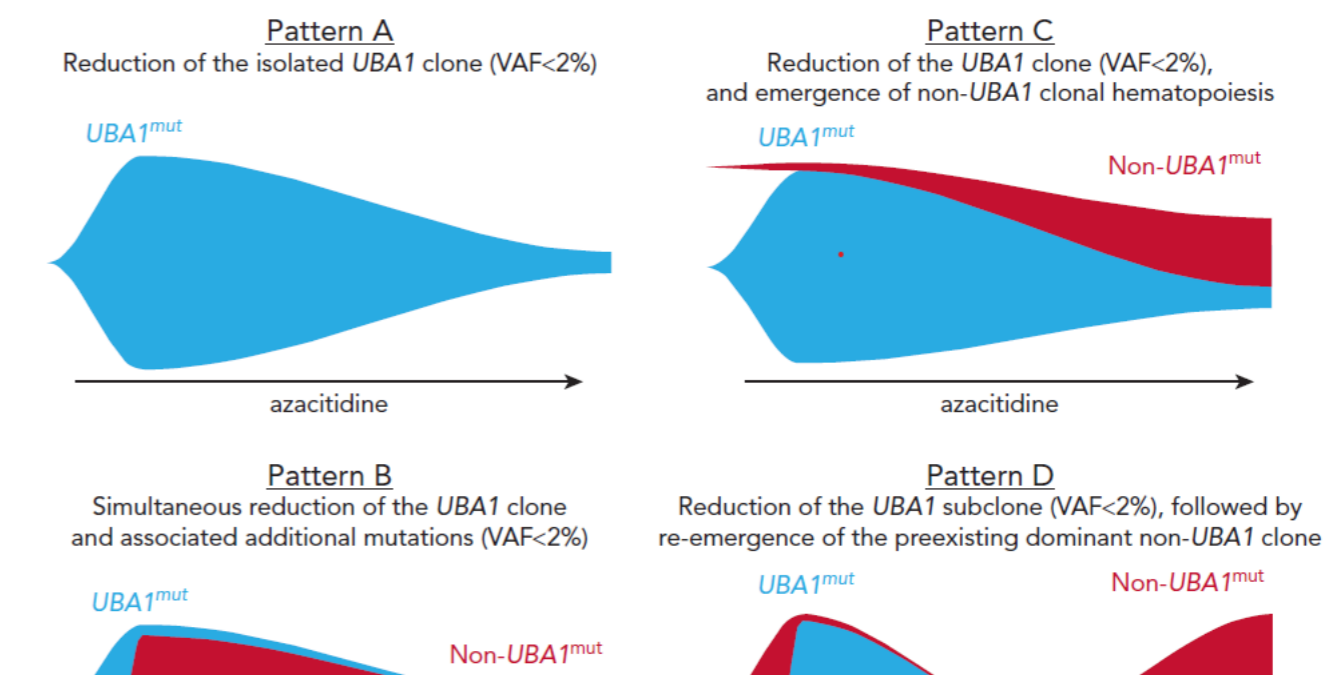 Pattern A
Reduction of the isolated UBA1 clone (VAF<2%)
UBA1mut
azacitidine
Pattern C
Reduction of the UBA1 clone (VAF<2%),
and emergence of non-UBA1 clonal hematopoiesis
UBA1mut
Non-UBA1mut
azacitidine
Pattern B
Simultaneous reduction of the UBA1 clone
and associated additional mutations (VAF<2%)
UBA1mut
Non-UBA1mut
Pattern D
Reduction of the UBA1 subclone (VAF<2%), followed by
re-emergence of the preexisting dominant non-UBA1 clone
UBA1mut
Non-UBA1mut